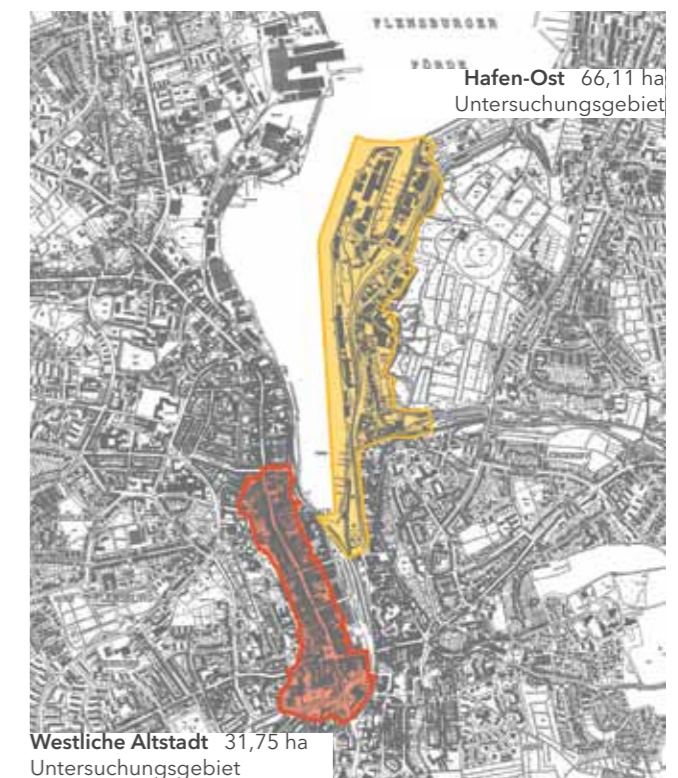 FLENSBURGER
FÖRDE
Hafen-Ost 66,11 ha
Untersuchungsgebiet
Westliche Altstadt 31,75 ha
Untersuchungsgebiet